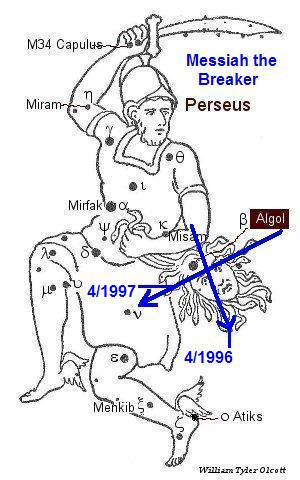 M34 Capulus
Messiah the
Breaker
Perseus
η
Miram
γ
θ
ι
Mirfak α
ψ
κ
Misam
β
Algol
λ
δ
μ
υ
4/1997
ν
4/1996
ε
Menkib ξ
ζ
ο Atiks
William Tyler Olcott